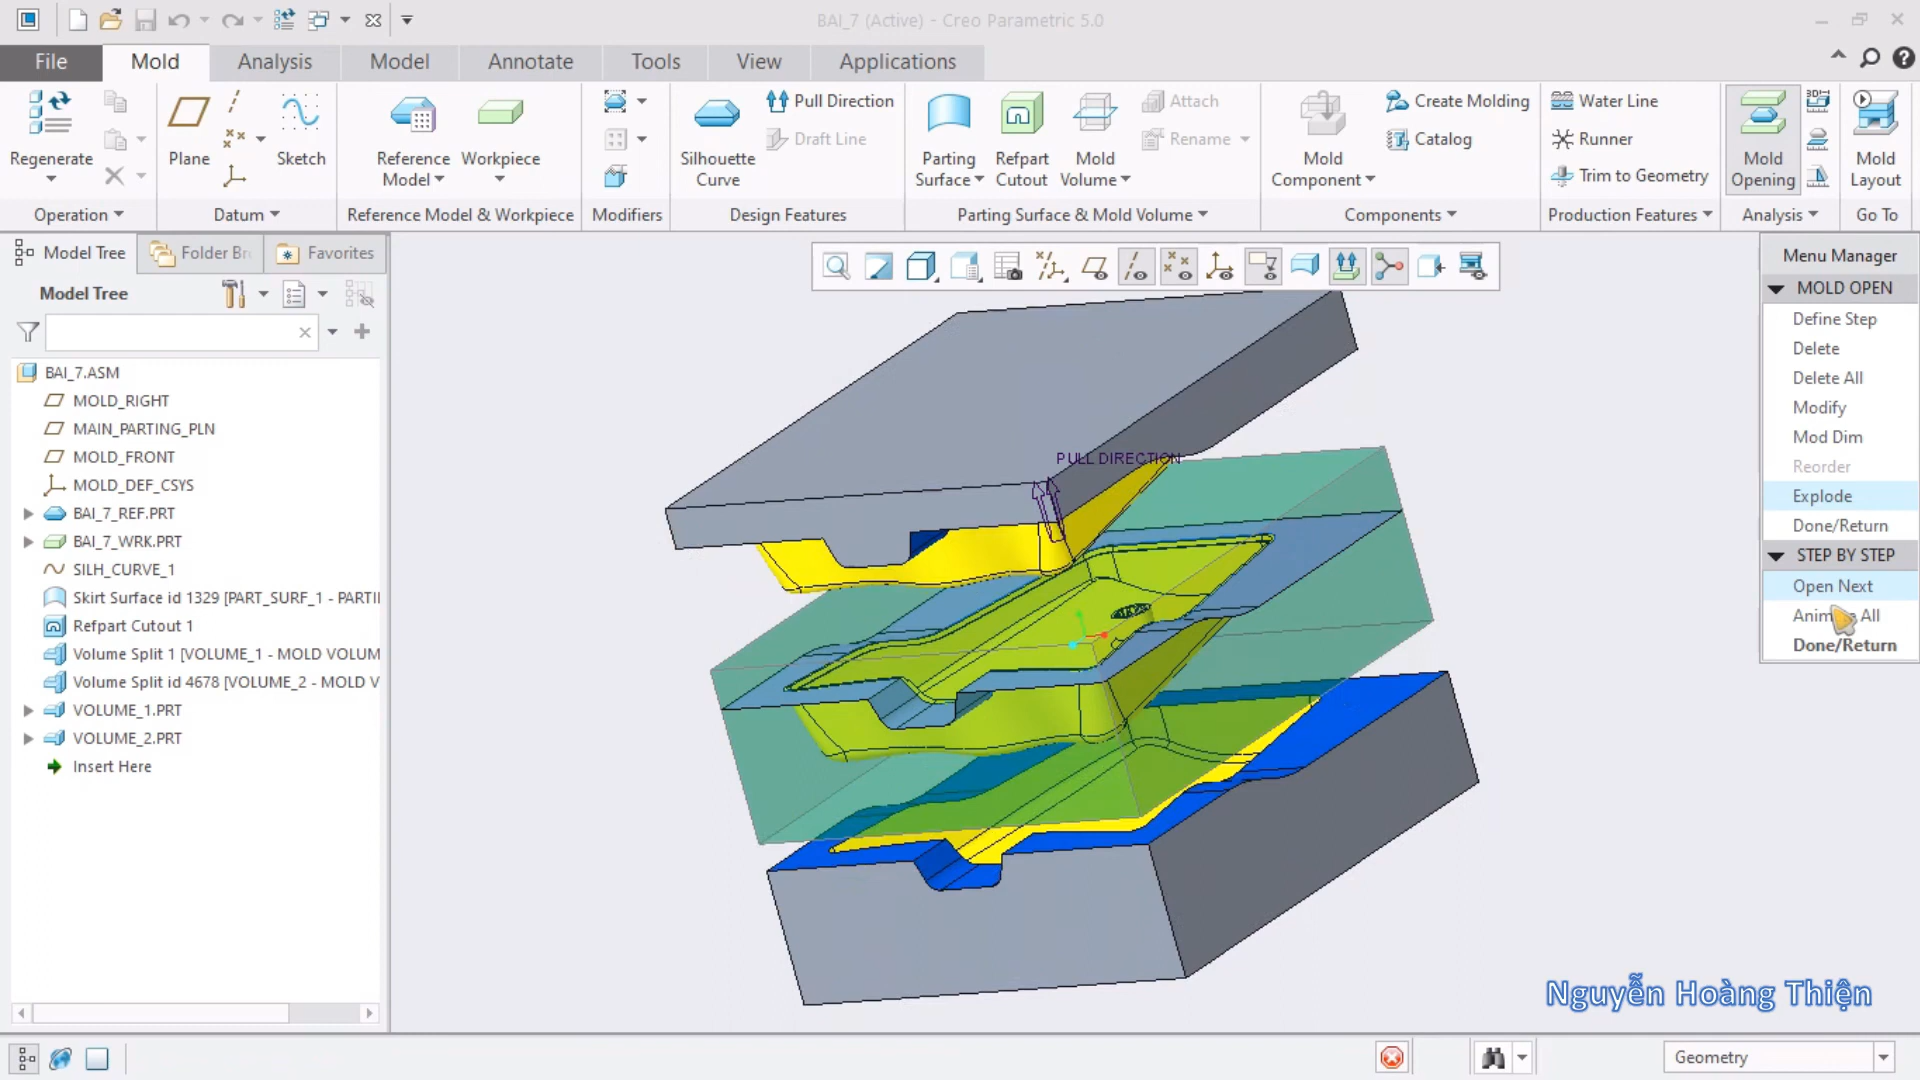 BAI_7 (Active) - Creo Parametric 5.0
File Mold Analysis Model Annotate Tools View Applications
Regenerate
Plane
Sketch
Reference Model
Workpiece
Silhouette Curve
Pull Direction
Draft Line
Parting Surface
Refpart Cutout
Mold Volume
Attach
Rename
Mold Component
Create Molding
Catalog
Water Line
Runner
Trim to Geometry
Mold Opening
Mold Layout
Operation Datum Reference Model & Workpiece Modifiers Design Features Parting Surface & Mold Volume Components Production Features Analysis Go To
Model Tree Folder Br Favorites
Model Tree
BAI_7.ASM
MOLD_RIGHT
MAIN_PARTING_PLN
MOLD_FRONT
MOLD_DEF_CSYS
BAI_7_REF.PRT
BAI_7_WRK.PRT
SILH_CURVE_1
Skirt Surface id 1329 [PART_SURF_1 - PARTI
Refpart Cutout 1
Volume Split 1 [VOLUME_1 - MOLD VOLUM
Volume Split id 4678 [VOLUME_2 - MOLD V
VOLUME_1.PRT
VOLUME_2.PRT
Insert Here
PULL DIRECTION
Menu Manager
MOLD OPEN
Define Step
Delete
Delete All
Modify
Mod Dim
Reorder
Explode
Done/Return
STEP BY STEP
Open Next
All
Done/Return
Nguyễn Hoàng Thiện
Geometry